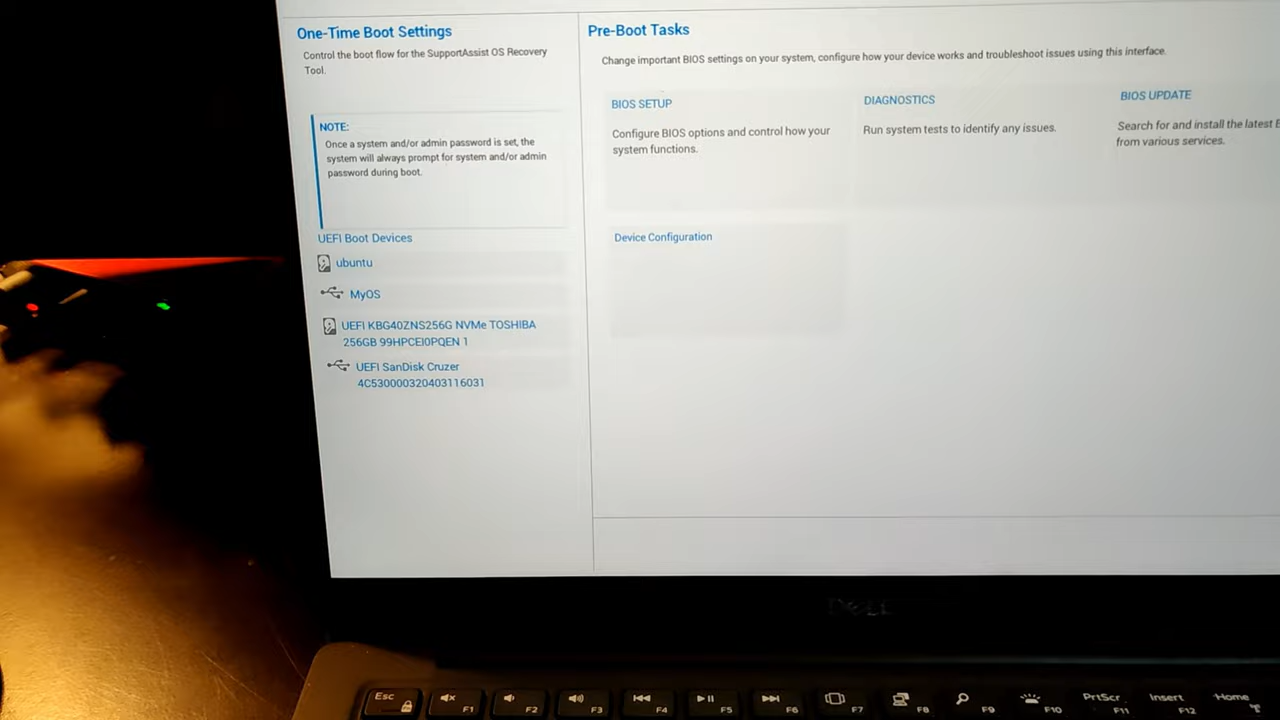 One-Time Boot Settings
Control the boot flow for the SupportAssist OS Recovery
Tool.
NOTE:
Once a system and/or admin password is set, the
system will always prompt for system and/or admin
password during boot.
UEFI Boot Devices
ubuntu
MyOS
UEFI KBG40ZNS256G NVMe TOSHIBA
256GB 99HPCEI0PQEN 1
UEFI SanDisk Cruzer
4C530000320403116031
Pre-Boot Tasks
Change important BIOS settings on your system, configure how your device works and troubleshoot issues using this interface.
BIOS SETUP
Configure BIOS options and control how your
system functions.
DIAGNOSTICS
Run system tests to identify any issues.
BIOS UPDATE
Search for and install the latest B
from various services.
Device Configuration
DELL
Esc
F1
F2
F3
F4
F5
F6
F7
F8
F9
F10
PrtScr
F11
Insert
F12
Home